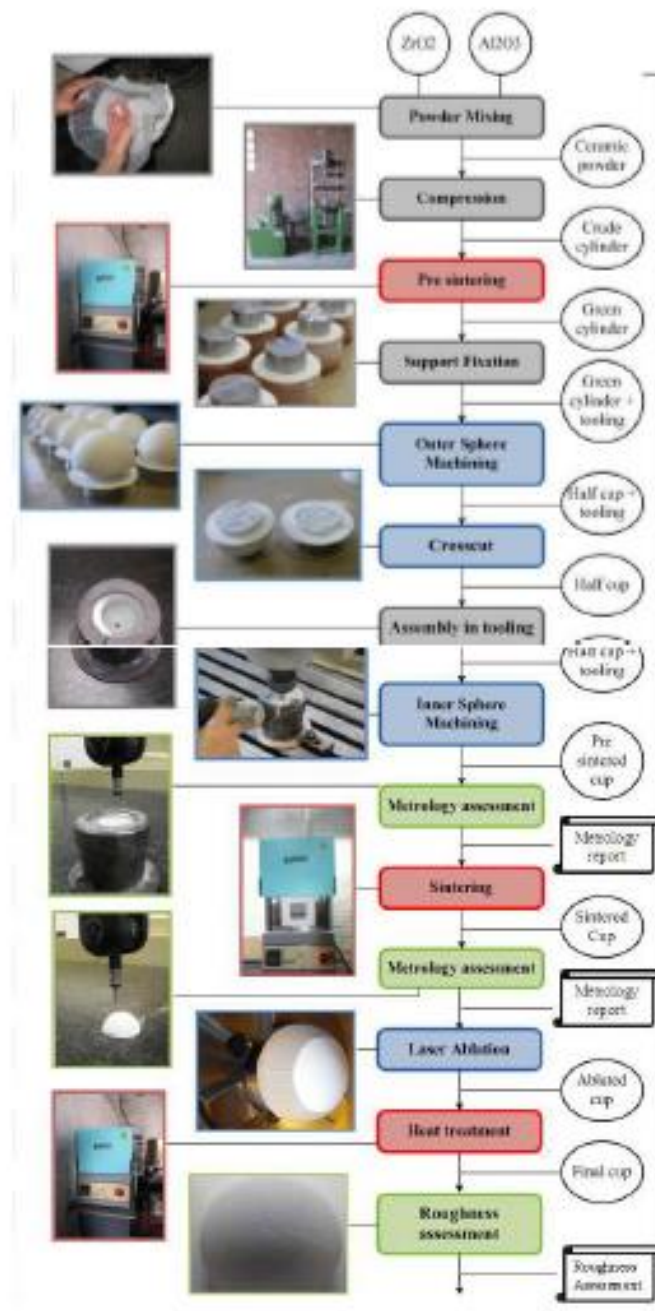 ZrO2
Al2O3
Powder Mixing
Ceramic
powder
Compression
Crude
cylinder
Pre sintering
Green
cylinder
Support Fixation
Green
cylinder +
tooling
Outer Sphere
Machining
Half cap +
tooling
Crosscut
Half cup
Assembly in tooling
Half cap +
tooling
Inner Sphere
Machining
Pre
sintered
cup
Metrology assessment
Metrology
report
Sintering
Sintered
Cup
Metrology assessment
Metrology
report
Laser Ablation
Ablated
cup
Heat treatment
Final cup
Roughness
assessment
Roughness
Assessment